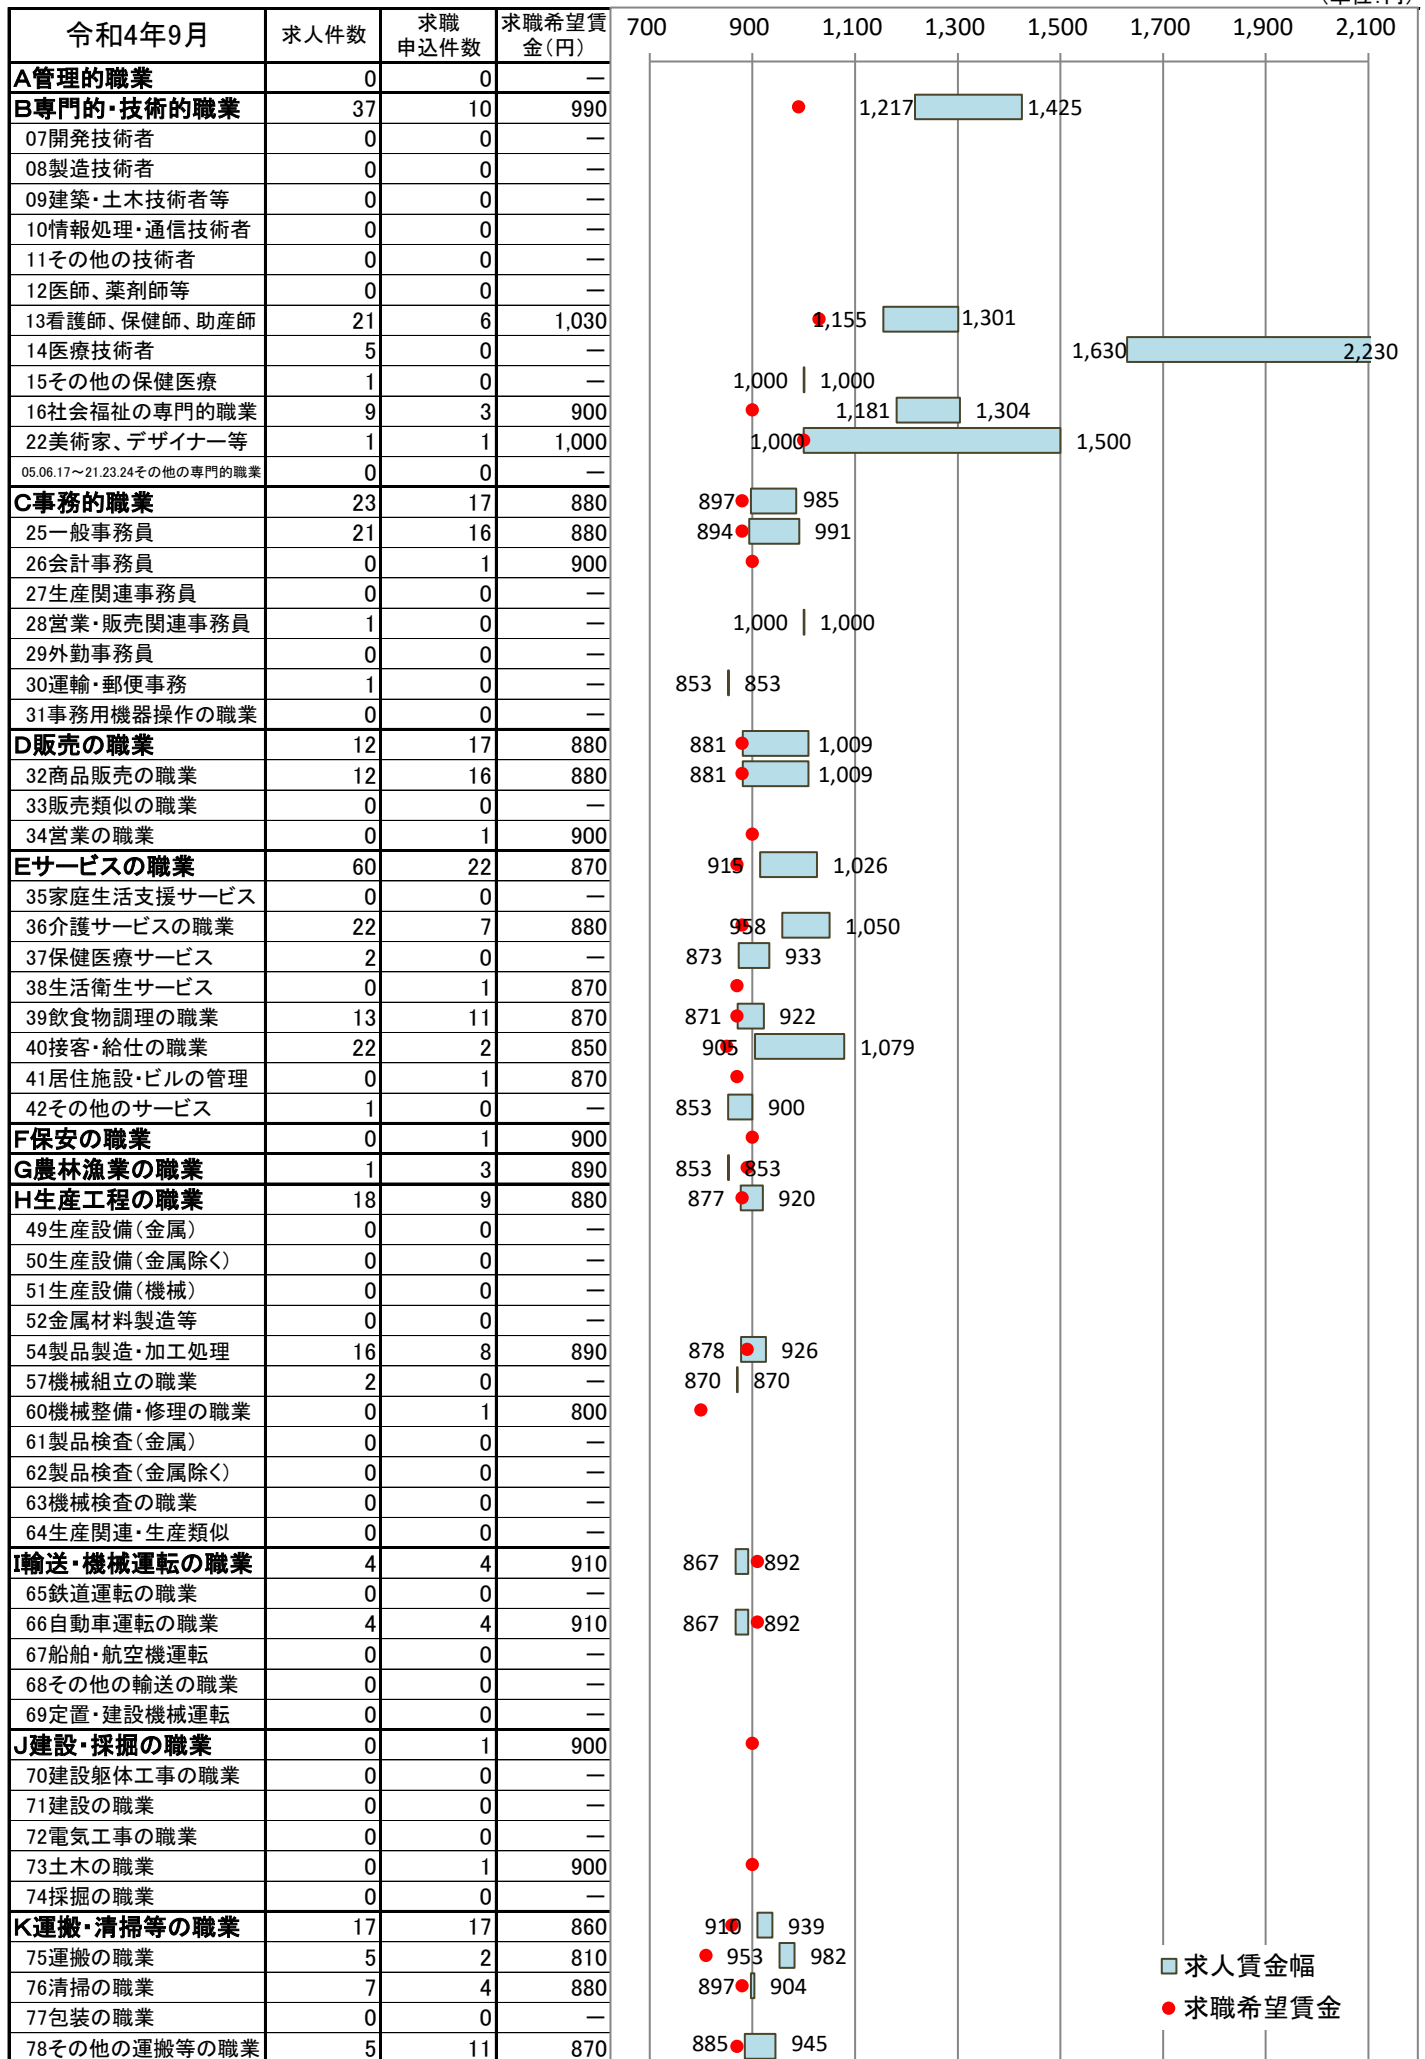 令和4年9月 求人件数 求職申込件数 求職希望賃金(円) 700 900 1,100 1,300 1,500 1,700 1,900 2,100
A管理的職業 0 0 ―
B専門的・技術的職業 37 10 990 1,217 1,425
07開発技術者 0 0 ―
08製造技術者 0 0 ―
09建築・土木技術者等 0 0 ―
10情報処理・通信技術者 0 0 ―
11その他の技術者 0 0 ―
12医師、薬剤師等 0 0 ―
13看護師、保健師、助産師 21 6 1,030 1,155 1,301
14医療技術者 5 0 ― 1,630 2,230
15その他の保健医療 1 0 ― 1,000 1,000
16社会福祉の専門的職業 9 3 900 1,181 1,304
22美術家、デザイナー等 1 1 1,000 1,000 1,500
05.06.17～21.23.24その他の専門的職業 0 0 ―
C事務的職業 23 17 880 897 985
25一般事務員 21 16 880 894 991
26会計事務員 0 1 900
27生産関連事務員 0 0 ―
28営業・販売関連事務員 1 0 ― 1,000 1,000
29外勤事務員 0 0 ―
30運輸・郵便事務 1 0 ― 853 853
31事務用機器操作の職業 0 0 ―
D販売の職業 12 17 880 881 1,009
32商品販売の職業 12 16 880 881 1,009
33販売類似の職業 0 0 ―
34営業の職業 0 1 900
Eサービスの職業 60 22 870 915 1,026
35家庭生活支援サービス 0 0 ―
36介護サービスの職業 22 7 880 958 1,050
37保健医療サービス 2 0 ― 873 933
38生活衛生サービス 0 1 870
39飲食物調理の職業 13 11 870 871 922
40接客・給仕の職業 22 2 850 905 1,079
41居住施設・ビルの管理 0 1 870
42その他のサービス 1 0 ― 853 900
F保安の職業 0 1 900
G農林漁業の職業 1 3 890 853 853
H生産工程の職業 18 9 880 877 920
49生産設備(金属) 0 0 ―
50生産設備(金属除く) 0 0 ―
51生産設備(機械) 0 0 ―
52金属材料製造等 0 0 ―
54製品製造・加工処理 16 8 890 878 926
57機械組立の職業 2 0 ― 870 870
60機械整備・修理の職業 0 1 800
61製品検査(金属) 0 0 ―
62製品検査(金属除く) 0 0 ―
63機械検査の職業 0 0 ―
64生産関連・生産類似 0 0 ―
I輸送・機械運転の職業 4 4 910 867 892
65鉄道運転の職業 0 0 ―
66自動車運転の職業 4 4 910 867 892
67船舶・航空機運転 0 0 ―
68その他の輸送の職業 0 0 ―
69定置・建設機械運転 0 0 ―
J建設・採掘の職業 0 1 900
70建設躯体工事の職業 0 0 ―
71建設の職業 0 0 ―
72電気工事の職業 0 0 ―
73土木の職業 0 1 900
74採掘の職業 0 0 ―
K運搬・清掃等の職業 17 17 860 910 939
75運搬の職業 5 2 810 953 982
76清掃の職業 7 4 880 897 904
77包装の職業 0 0 ―
78その他の運搬等の職業 5 11 870 885 945
求人賃金幅
求職希望賃金